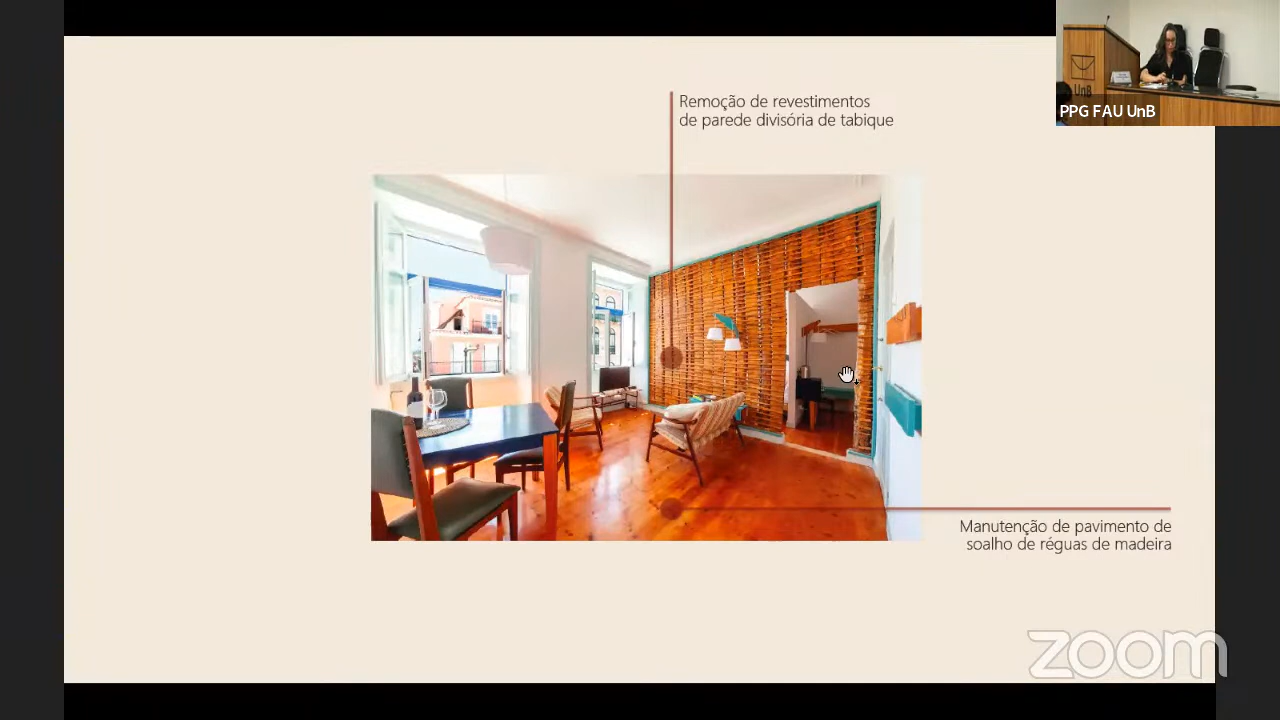 Remoção de revestimentos
de parede divisória de tabique
UnB
PPG FAU UnB
Manutenção de pavimento de
soalho de réguas de madeira
zoom